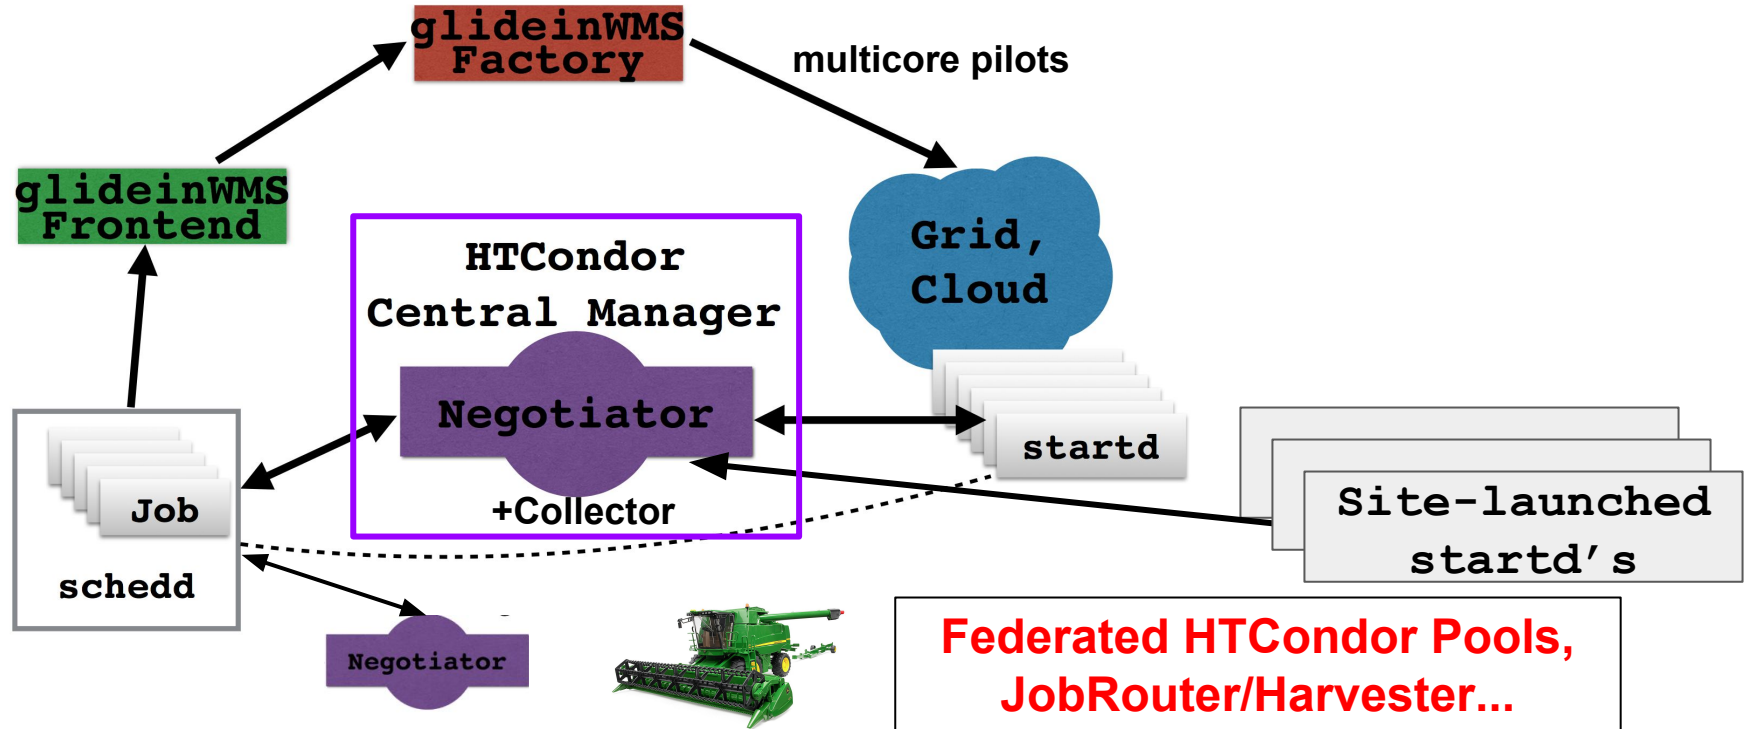 glideinWMS
Factory
multicore pilots
glideinWMS
Frontend
Grid,
Cloud
HTCondor
Central Manager
Negotiator
+Collector
startd
Job
schedd
Site-launched
startd’s
Negotiator
Federated HTCondor Pools,
JobRouter/Harvester...